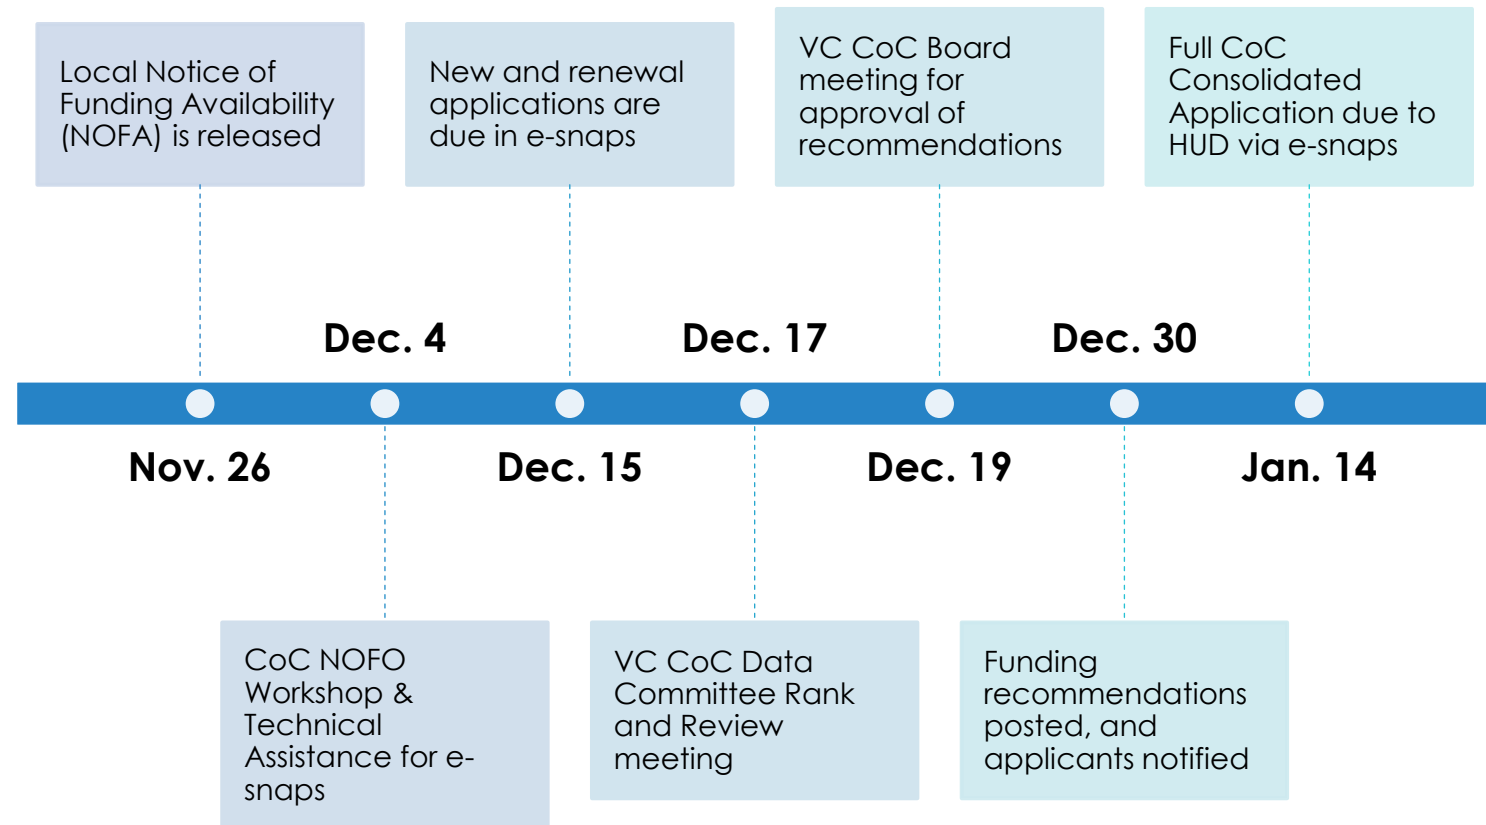 Local Notice of
Funding Availability
(NOFA) is released
New and renewal
applications are
due in e-snaps
VC CoC Board
meeting for
approval of
recommendations
Full CoC
Consolidated
Application due to
HUD via e-snaps
Dec. 4
Dec. 17
Dec. 30
Nov. 26
Dec. 15
Dec. 19
Jan. 14
CoC NOFO
Workshop &
Technical
Assistance for e-
snaps
VC CoC Data
Committee Rank
and Review
meeting
Funding
recommendations
posted, and
applicants notified